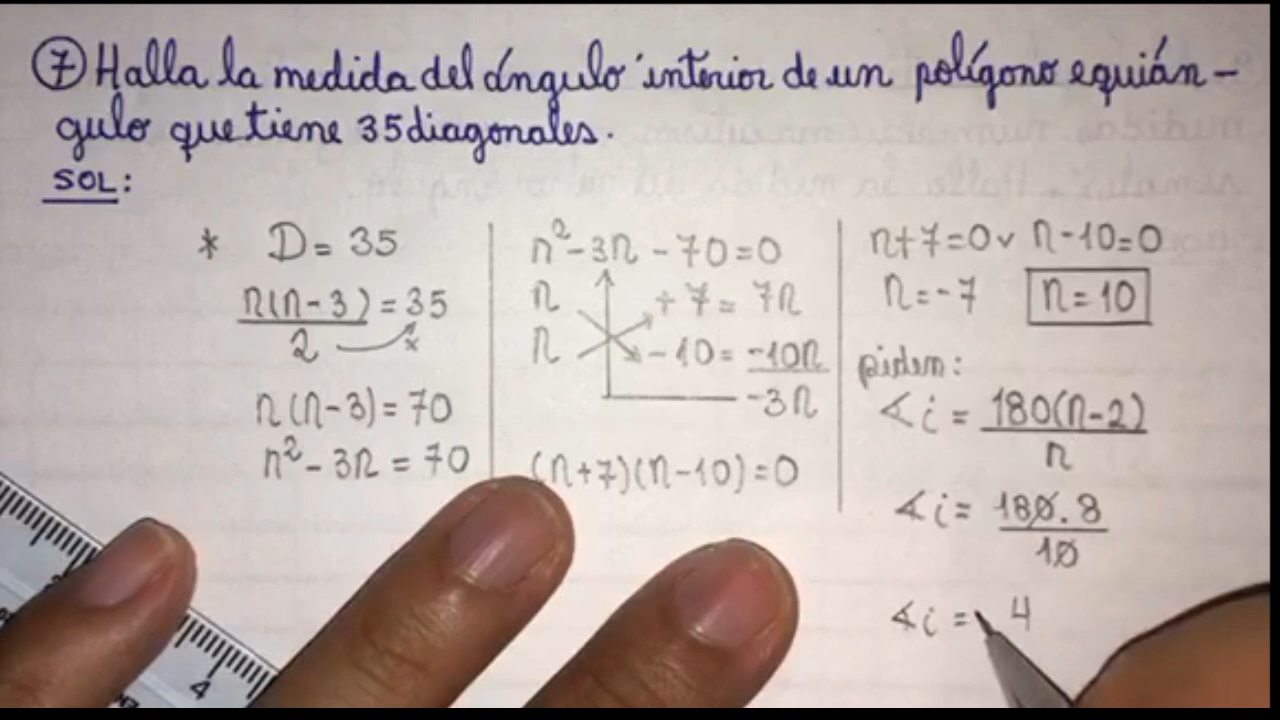 ⑦ Halla la medida del ángulo interior de un polígono equián-
gulo que tiene 35 diagonales.
SOL:
* D = 35
n(n-3) = 35
2 x
n(n-3) = 70
n² - 3n = 70
n² - 3n - 70 = 0
n + 7 = 7n
n - 10 = -10n
-3n
(n+7)(n-10) = 0
n+7=0 v n-10=0
n = -7 n = 10
piden:
∢i = 180(n-2)
n
∢i = 180.8
10
∢i = 4
4